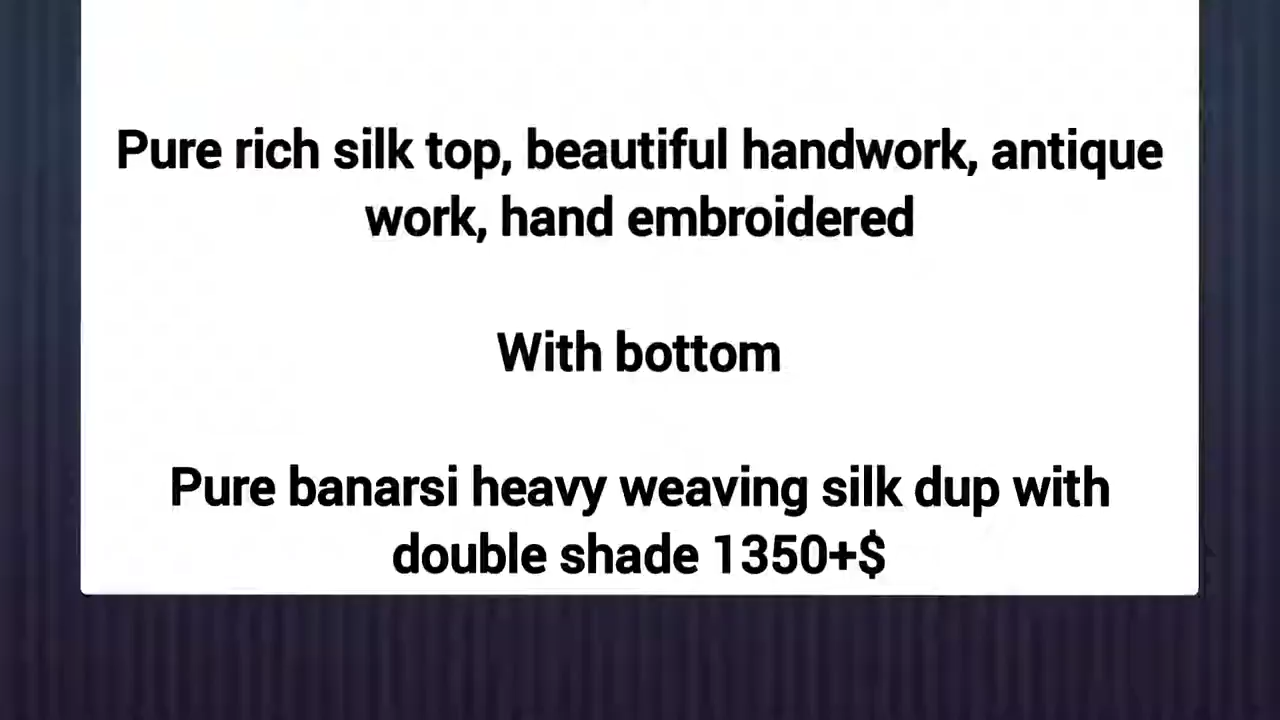 Pure rich silk top, beautiful handwork, antique
work, hand embroidered
With bottom
Pure banarsi heavy weaving silk dup with
double shade 1350+$